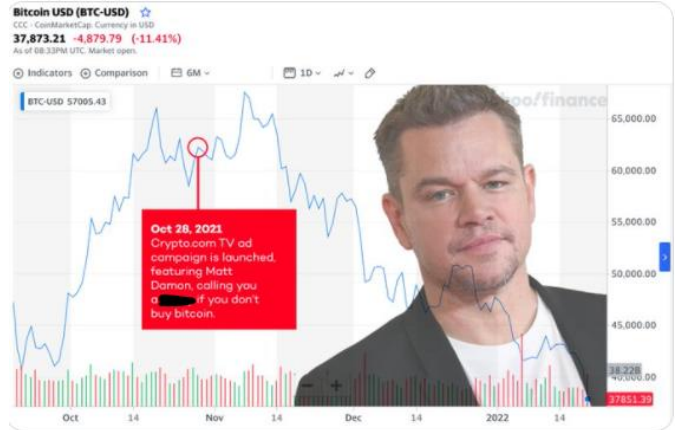 Bitcoin USD (BTC-USD)
CCC - CoinMarketCap. Currency in USD
37,873.21 -4,879.79 (-11.41%)
As of 08:33PM UTC. Market open.
Indicators Comparison 6M 1D
BTC-USD 57005.43
65,000.00
60,000.00
55,000.00
50,000.00
45,000.00
38.22B
40,000.00
37851.39
Oct 28, 2021
Crypto.com TV ad
campaign is launched,
featuring Matt
Damon, calling you
a if you don't
buy bitcoin.
Oct 14 Nov 14 Dec 14 2022 14